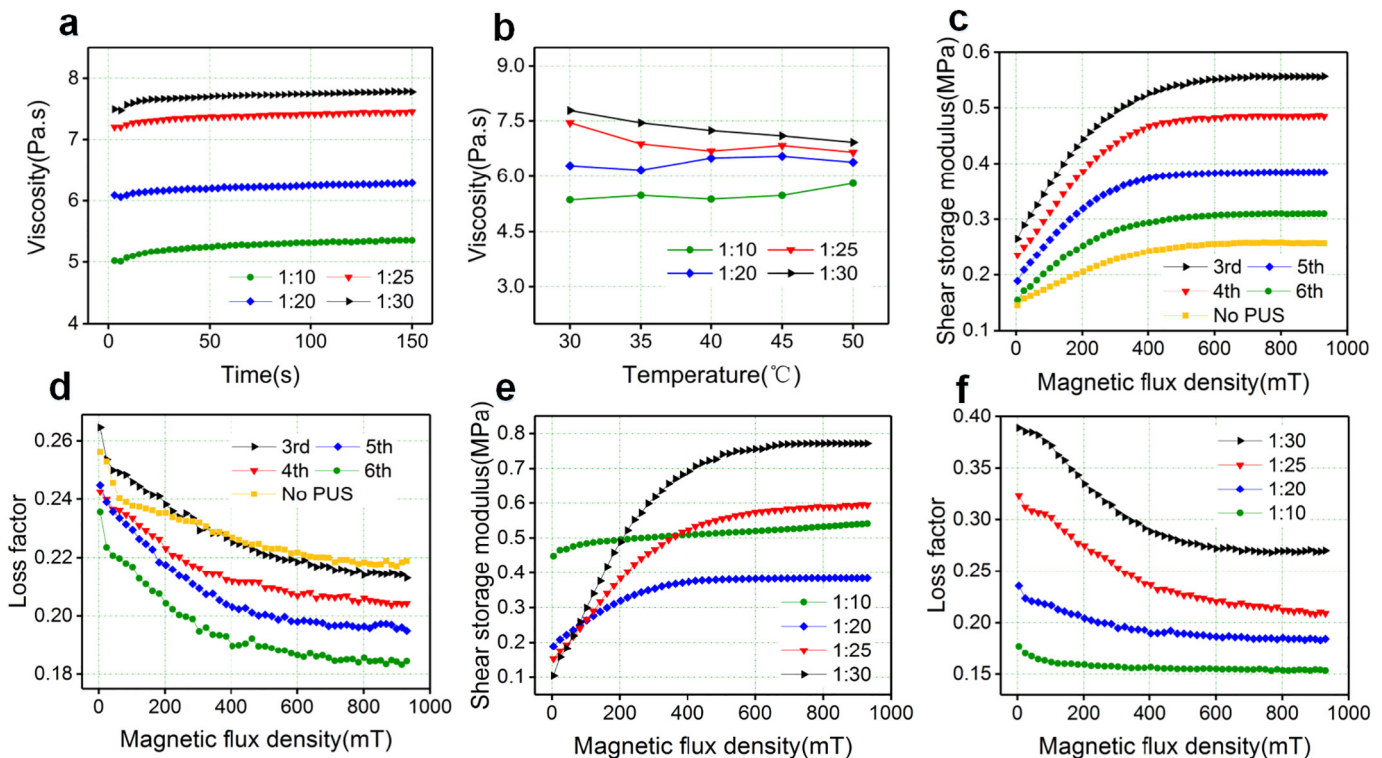 a
Viscosity(Pa.s)
8
7
6
5
4
1:10 1:25
1:20 1:30
0 50 100 150
Time(s)
b
Viscosity(Pa.s)
9.0
7.5
6.0
4.5
3.0
1:10 1:25
1:20 1:30
30 35 40 45 50
Temperature(℃)
c
Shear storage modulus(MPa)
0.6
0.5
0.4
0.3
0.2
0.1
3rd 5th
4th 6th
No PUS
0 200 400 600 800 1000
Magnetic flux density(mT)
d
Loss factor
0.26
0.24
0.22
0.20
0.18
3rd 5th
4th 6th
No PUS
0 200 400 600 800 1000
Magnetic flux density(mT)
e
Shear storage modulus(MPa)
0.8
0.7
0.6
0.5
0.4
0.3
0.2
0.1
1:10
1:20
1:25
1:30
0 200 400 600 800 1000
Magnetic flux density(mT)
f
Loss factor
0.40
0.35
0.30
0.25
0.20
0.15
1:30
1:25
1:20
1:10
0 200 400 600 800 1000
Magnetic flux density(mT)